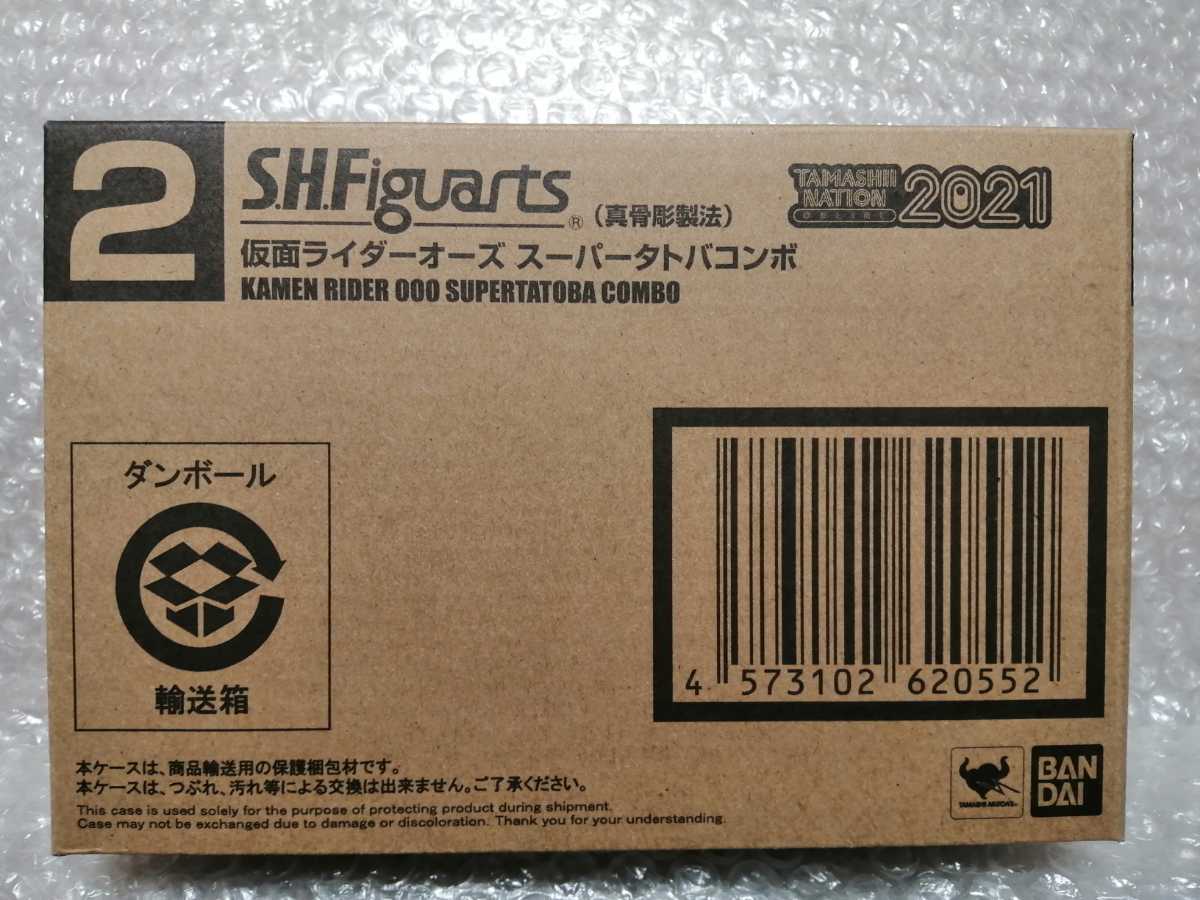 2
S.H.Figuarts® (真骨彫製法)
TAMASHII NATION 2021
仮面ライダーオーズ スーパータトバコンボ
KAMEN RIDER OOO SUPERTATOBA COMBO
ダンボール
輸送箱
4 573102 620552
本ケースは、商品輸送用の保護梱包材です。
本ケースは、つぶれ、汚れ等による交換は出来ません。ご了承ください。
This case is used solely for the purpose of protecting product during shipment.
Case may not be exchanged due to damage or discoloration. Thank you for your understanding.
TAMASHII NATIONS
BAN
DAI